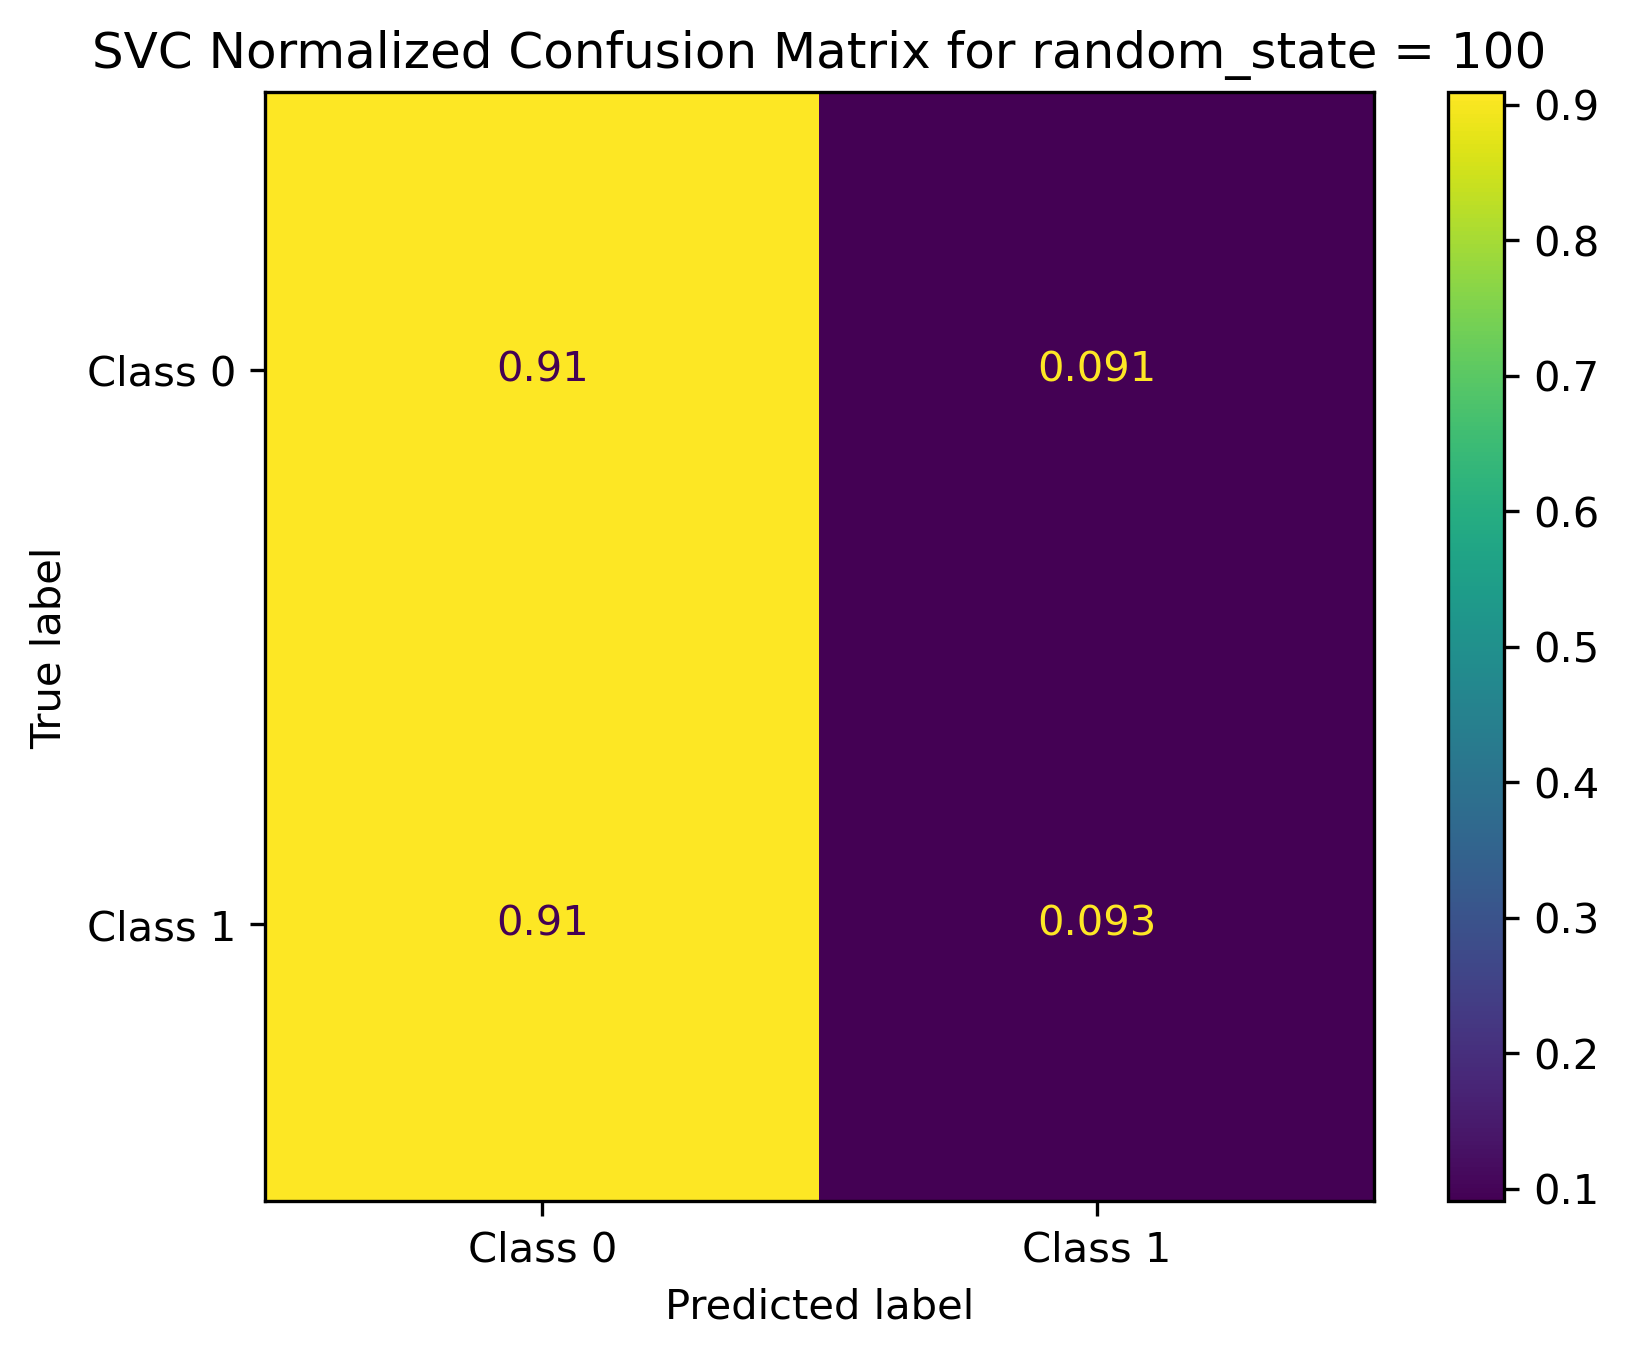 SVC Normalized Confusion Matrix for random_state = 100
True label
Class 0
0.91
0.091
Class 1
0.91
0.093
Class 0
Class 1
Predicted label
0.9
0.8
0.7
0.6
0.5
0.4
0.3
0.2
0.1